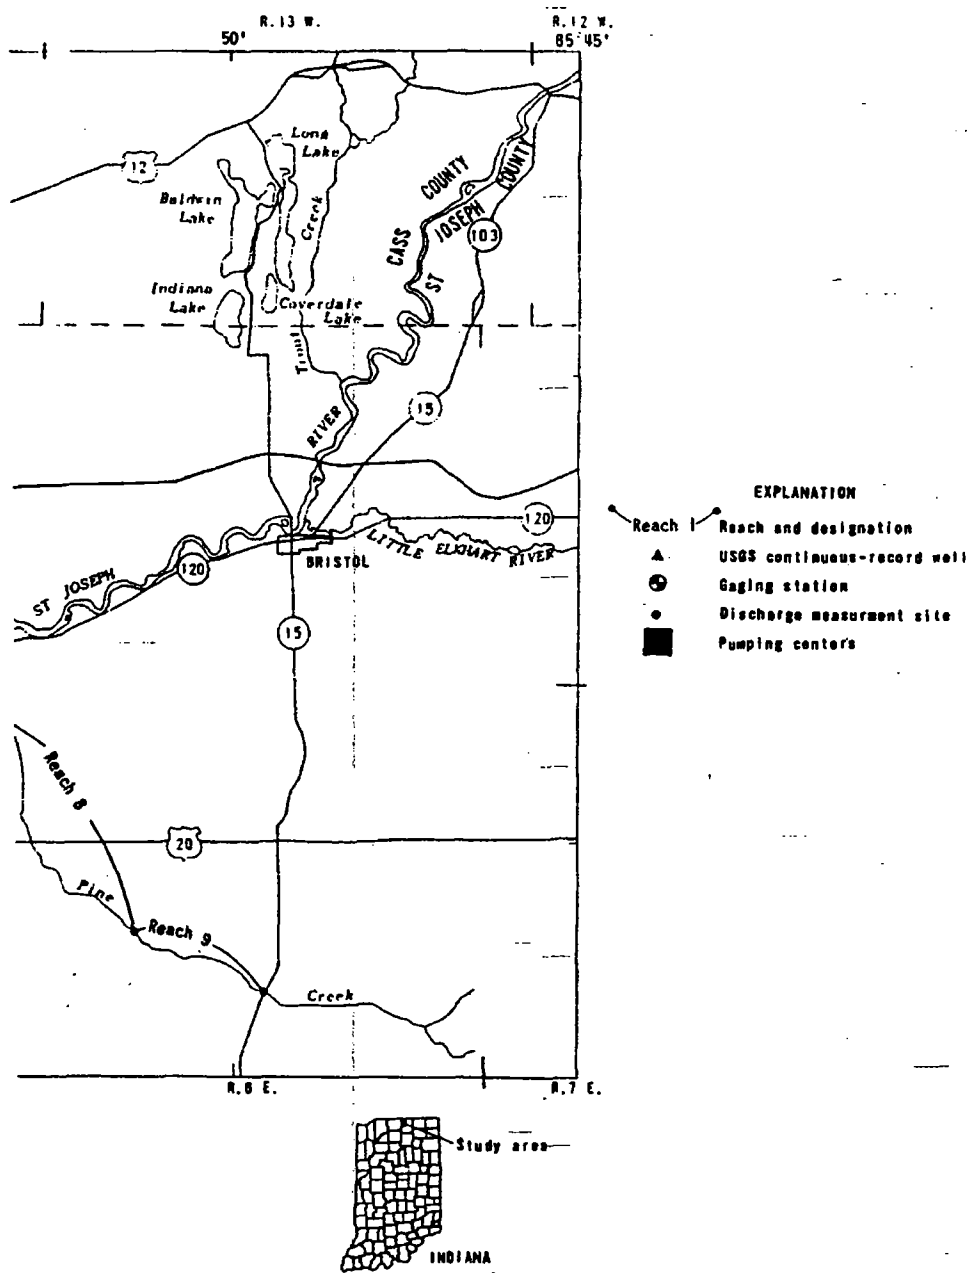 R.13 W.
R.12 W.
50'
85°45'
12
Long
Lake
Baldwin
Lake
Creek
CASS COUNTY
ST JOSEPH COUNTY
103
Indiana
Lake
Coverdale
Lake
Trout
15
RIVER
120
LITTLE ELKHART RIVER
BRISTOL
ST JOSEPH
120
15
EXPLANATION
Reach 1
Reach and designation
USGS continuous-record well
Gaging station
Discharge measurment site
Pumping centers
Reach 8
20
Pine
Reach 9
Creek
R.6 E.
R.7 E.
Study area
INDIANA